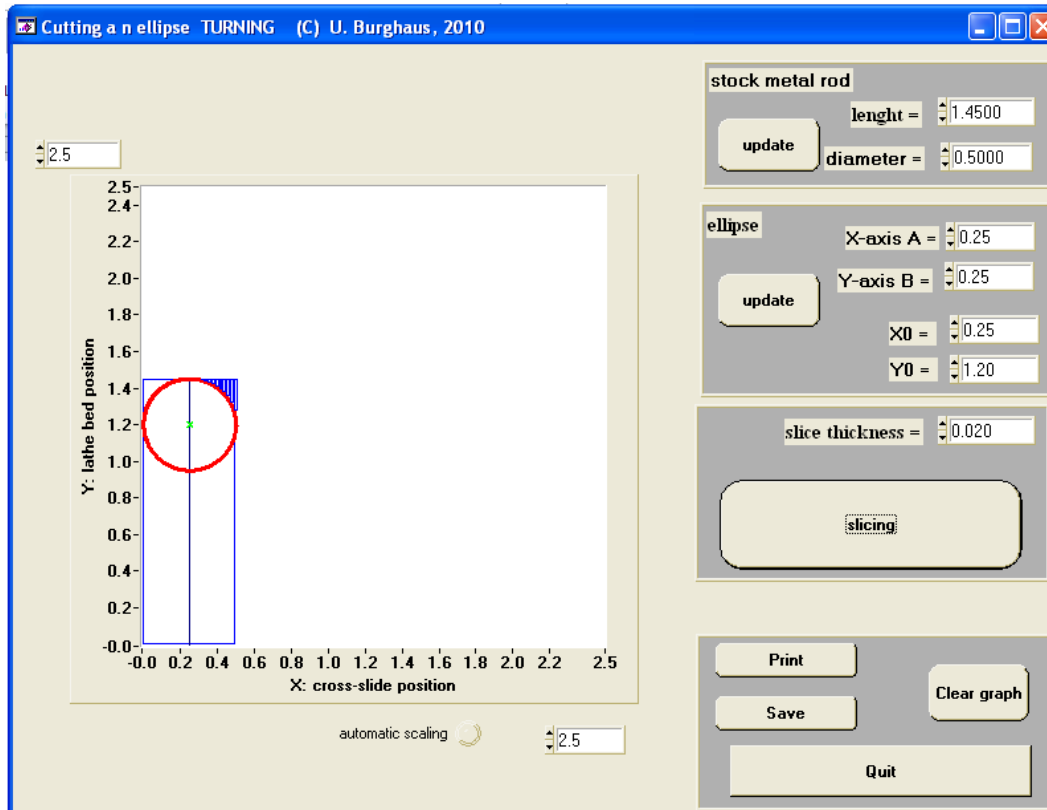 Cutting a n ellipse TURNING (C) U. Burghaus, 2010
stock metal rod
lenght = 1.4500
update
diameter = 0.5000
2.5
ellipse
X-axis A = 0.25
Y-axis B = 0.25
update
X0 = 0.25
Y0 = 1.20
slice thickness = 0.020
slicing
Y: lathe bed position
2.5
2.4
2.2
2.0
1.8
1.6
1.4
1.2
1.0
0.8
0.6
0.4
0.2
-0.0
-0.0 0.2 0.4 0.6 0.8 1.0 1.2 1.4 1.6 1.8 2.0 2.2 2.5
X: cross-slide position
automatic scaling
2.5
Print
Save
Clear graph
Quit